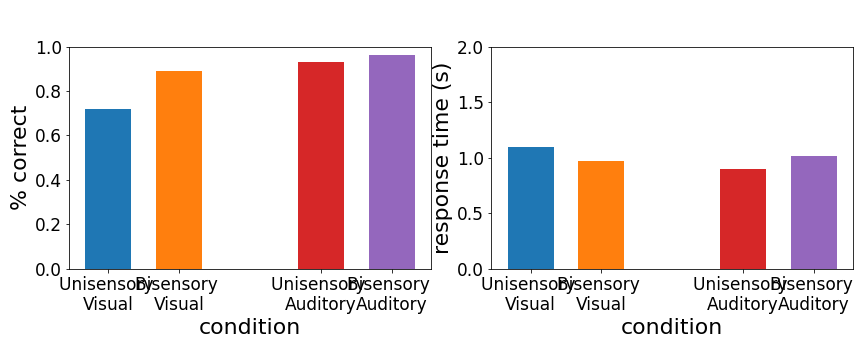 % correct
1.0
0.8
0.6
0.4
0.2
0.0
Unisensory
Visual
Bisensory
Visual
Unisensory
Auditory
Bisensory
Auditory
condition
response time (s)
2.0
1.5
1.0
0.5
0.0
Unisensory
Visual
Bisensory
Visual
Unisensory
Auditory
Bisensory
Auditory
condition